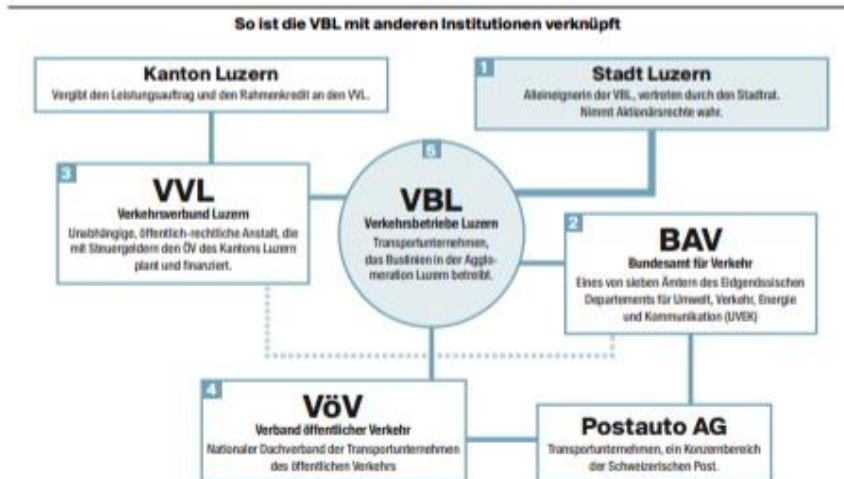 So ist die VBL mit anderen Institutionen verknüpft
Kanton Luzern
Vergibt den Leistungsauftrag und den Rahmenkredit an den VVL.
1
Stadt Luzern
Alleineignerin der VBL, vertreten durch den Stadtrat.
Nimmt Aktionärsrechte wahr.
3
VVL
Verkehrsverbund Luzern
Unabhängige, öffentlich-rechtliche Anstalt, die
mit Steuergeldern den ÖV des Kantons Luzern
plant und finanziert.
5
VBL
Verkehrsbetriebe Luzern
Transportunternehmen,
das Buslinien in der Agglo-
meration Luzern betreibt.
2
BAV
Bundesamt für Verkehr
Eines von sieben Ämtern des Eidgenössischen
Departements für Umwelt, Verkehr, Energie
und Kommunikation (UVEK)
4
VöV
Verband öffentlicher Verkehr
Nationaler Dachverband der Transportunternehmen
des öffentlichen Verkehrs
Postauto AG
Transportunternehmen, ein Konzernbereich
der Schweizerischen Post.